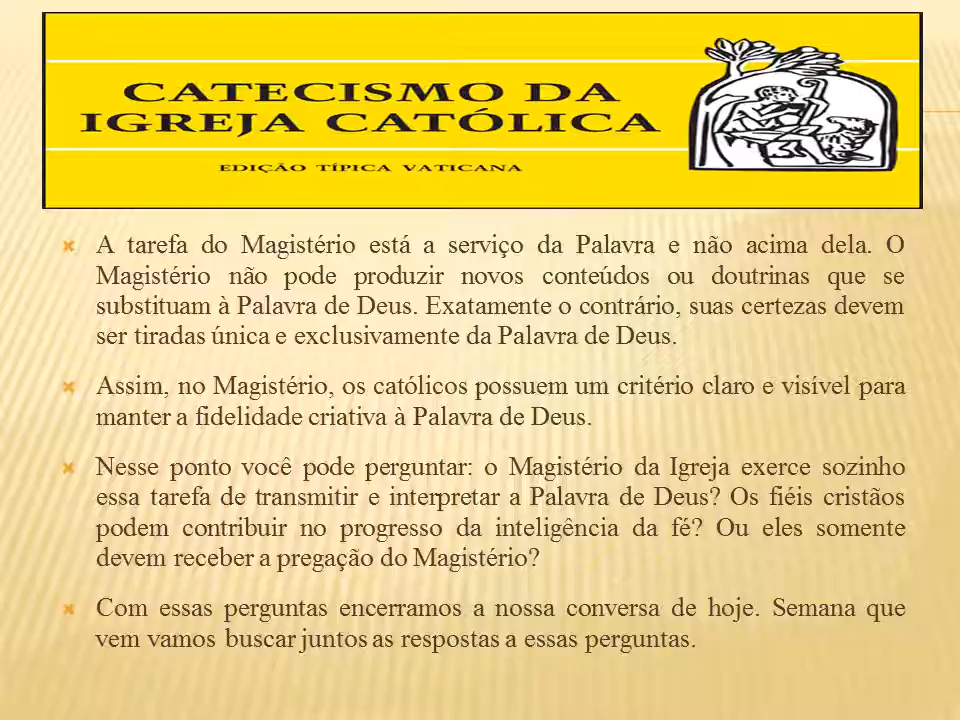 CATECISMO DA
IGREJA CATÓLICA
EDIÇÃO TÍPICA VATICANA
A tarefa do Magistério está a serviço da Palavra e não acima dela. O
Magistério não pode produzir novos conteúdos ou doutrinas que se
substituam à Palavra de Deus. Exatamente o contrário, suas certezas devem
ser tiradas única e exclusivamente da Palavra de Deus.
Assim, no Magistério, os católicos possuem um critério claro e visível para
manter a fidelidade criativa à Palavra de Deus.
Nesse ponto você pode perguntar: o Magistério da Igreja exerce sozinho
essa tarefa de transmitir e interpretar a Palavra de Deus? Os fiéis cristãos
podem contribuir no progresso da inteligência da fé? Ou eles somente
devem receber a pregação do Magistério?
Com essas perguntas encerramos a nossa conversa de hoje. Semana que
vem vamos buscar juntos as respostas a essas perguntas.